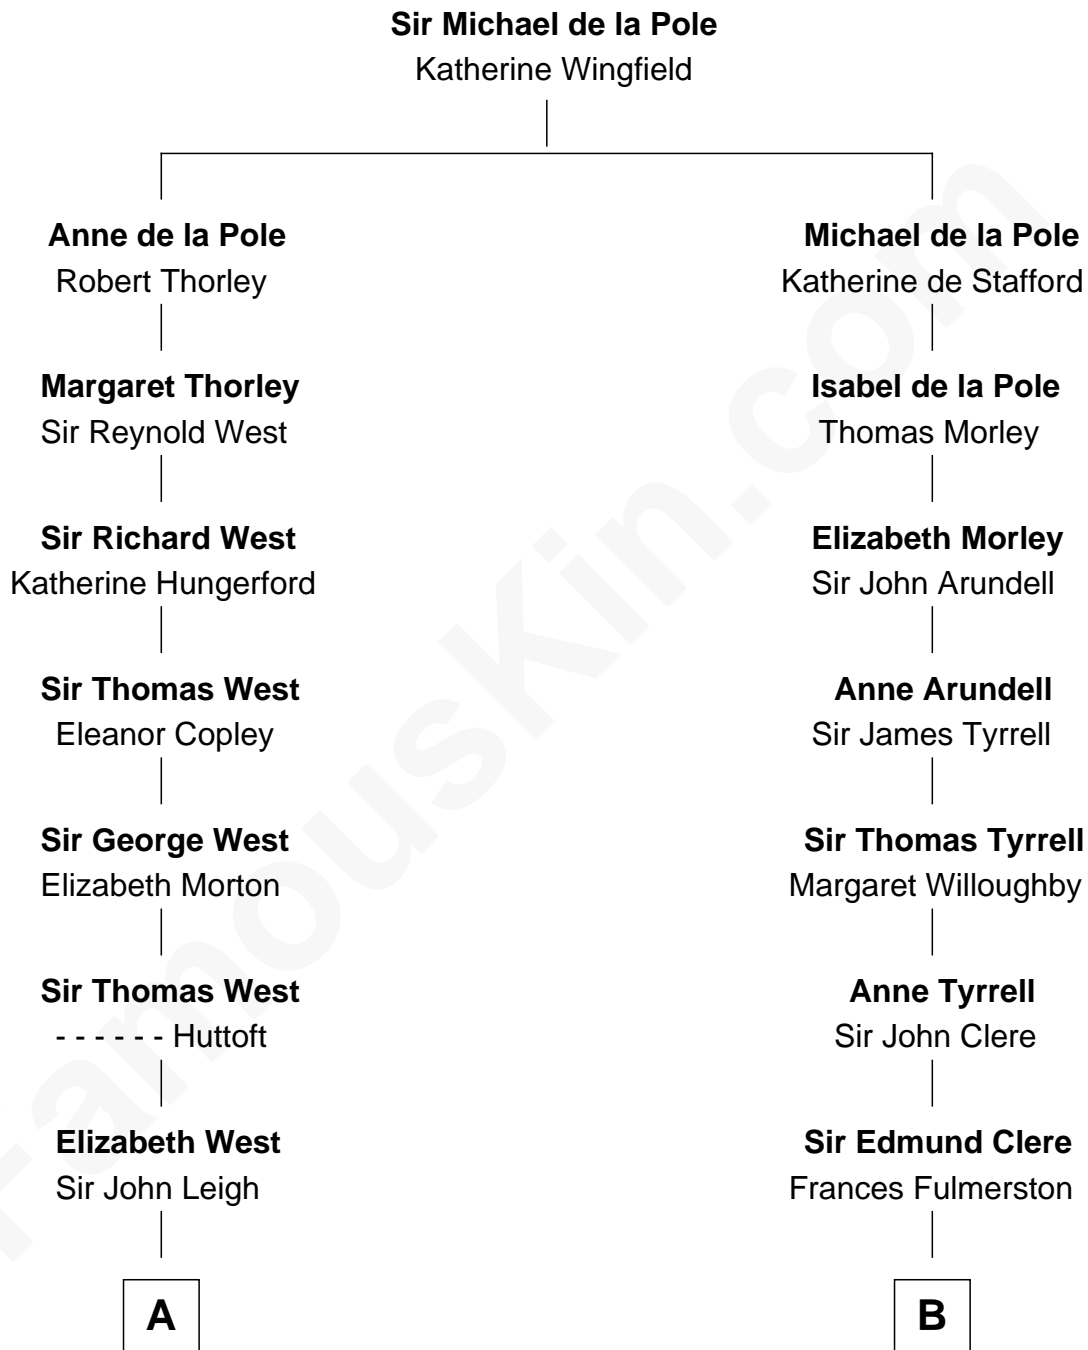 Sir Michael de la Pole
Katherine Wingfield
Anne de la Pole
Robert Thorley
Margaret Thorley
Sir Reynold West
Sir Richard West
Katherine Hungerford
Sir Thomas West
Eleanor Copley
Sir George West
Elizabeth Morton
Sir Thomas West
- - - - - - Huttoft
Elizabeth West
Sir John Leigh
A
Michael de la Pole
Katherine de Stafford
Isabel de la Pole
Thomas Morley
Elizabeth Morley
Sir John Arundell
Anne Arundell
Sir James Tyrrell
Sir Thomas Tyrrell
Margaret Willoughby
Anne Tyrrell
Sir John Clere
Sir Edmund Clere
Frances Fulmerston
B
FamousKin.com